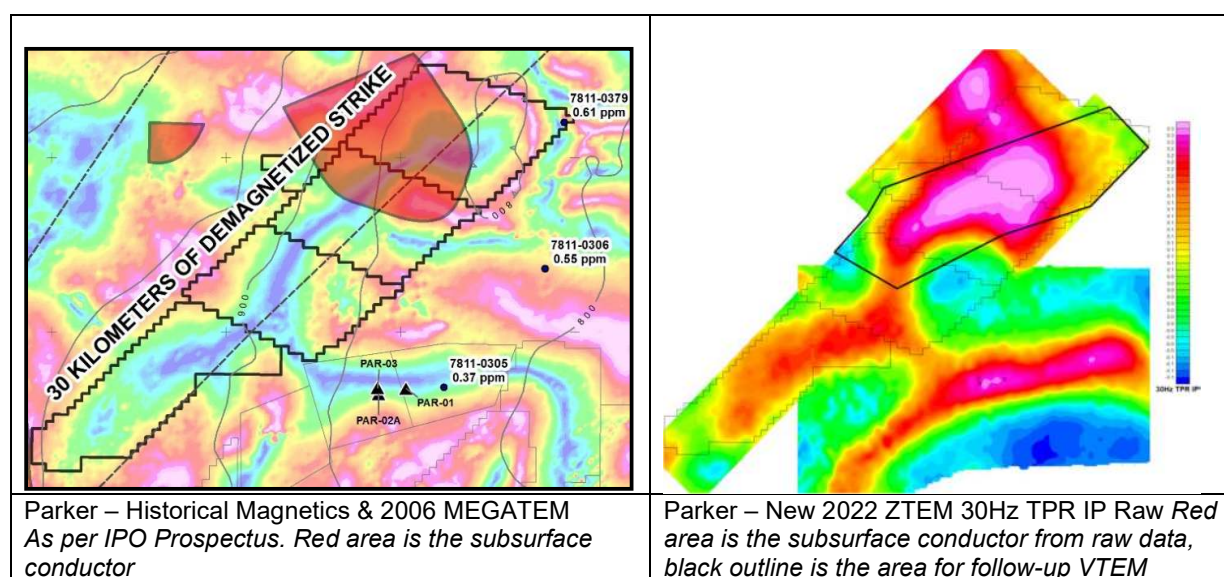 30 KILOMETERS OF DEMAGNETIZED STRIKE
7811-0379
0.61 ppm
7811-0306
0.55 ppm
7811-0305
0.37 ppm
PAR-03
PAR-01
PAR-02A
900
800
800
30Hz TPR IP
Parker – Historical Magnetics & 2006 MEGATEM
As per IPO Prospectus. Red area is the subsurface
conductor
Parker – New 2022 ZTEM 30Hz TPR IP Raw Red
area is the subsurface conductor from raw data,
black outline is the area for follow-up VTEM